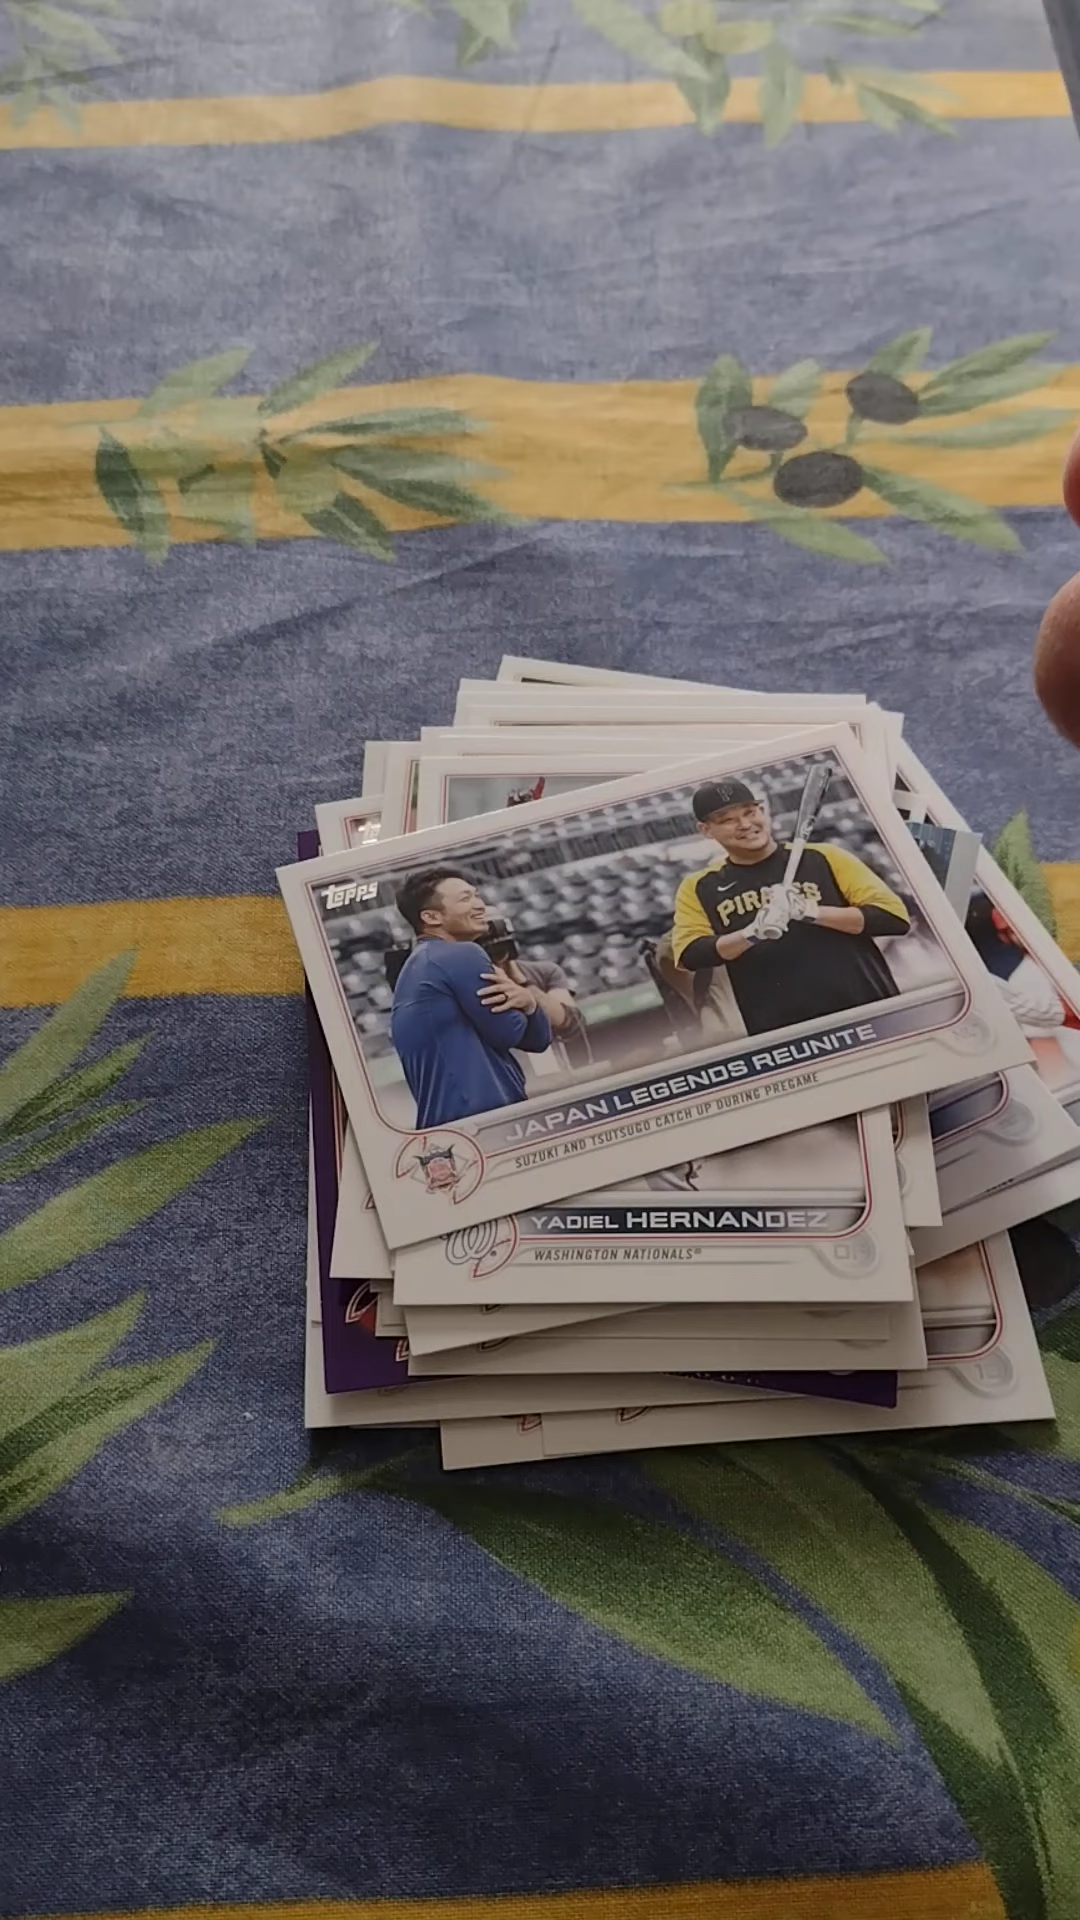 topps
PIRATES
JAPAN LEGENDS REUNITE
SUZUKI AND TSUTSUGO CATCH UP DURING PREGAME
YADIEL HERNANDEZ
WASHINGTON NATIONALS®